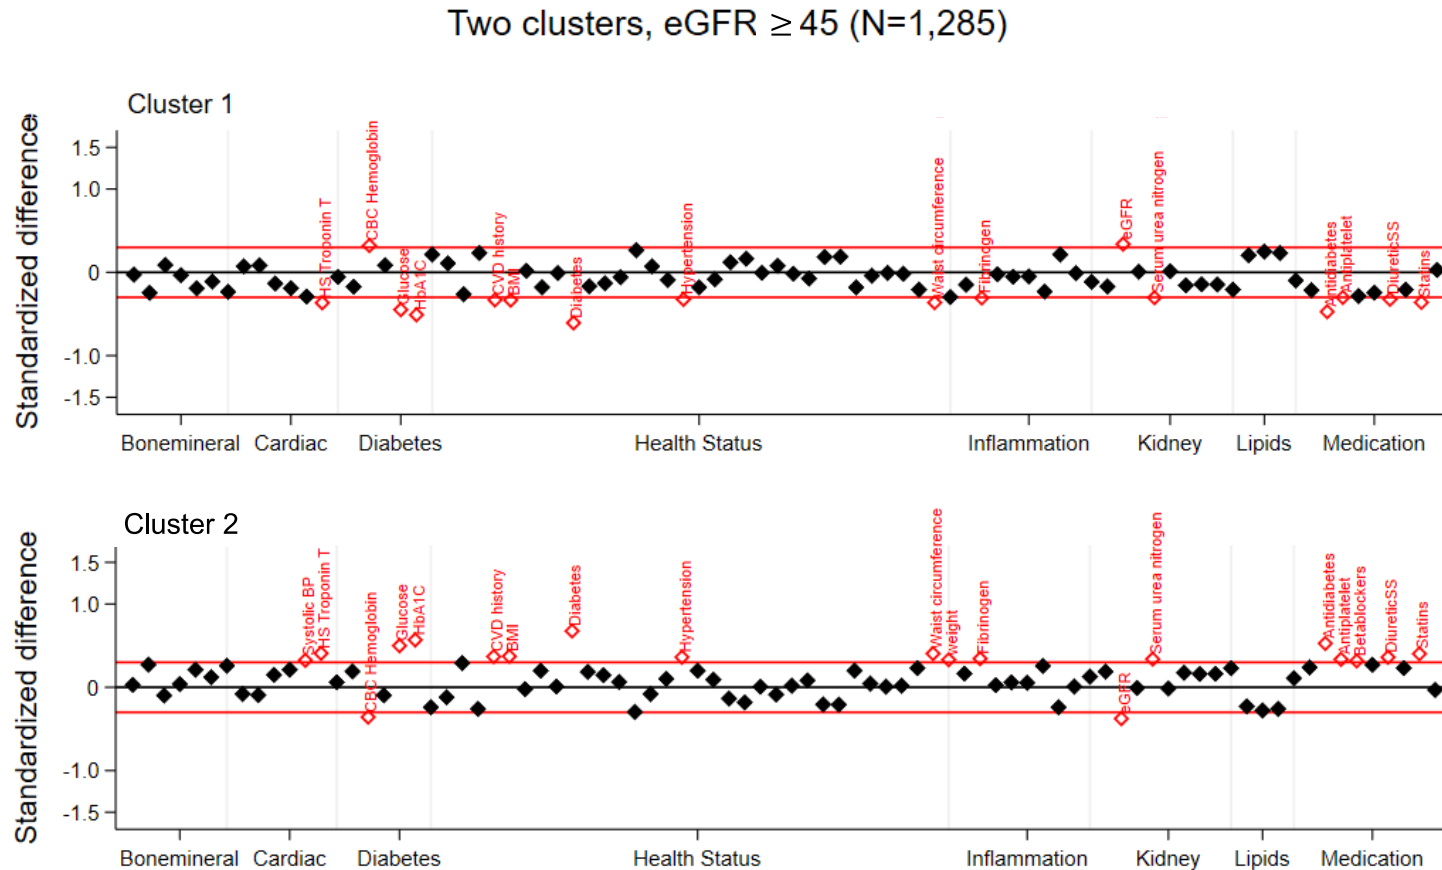 Two clusters, eGFR ≥ 45 (N=1,285)
Cluster 1
Standardized difference
1.5
1.0
0
-1.0
-1.5
HS Troponin T
CBC Hemoglobin
Glucose
HbA1C
CVD history
BMI
Diabetes
Hypertension
Waist circumference
Fibrinogen
eGFR
Serum urea nitrogen
Antidiabetes
Antiplatelet
DiureticSS
Statins
Bonemineral Cardiac Diabetes Health Status Inflammation Kidney Lipids Medication
Cluster 2
Standardized difference
1.5
1.0
0
-1.0
-1.5
Systolic BP
HS Troponin T
CBC Hemoglobin
Glucose
HbA1C
CVD history
BMI
Diabetes
Hypertension
Waist circumference
weight
Fibrinogen
eGFR
Serum urea nitrogen
Antidiabetes
Antiplatelet
Betablockers
DiureticSS
Statins
Bonemineral Cardiac Diabetes Health Status Inflammation Kidney Lipids Medication